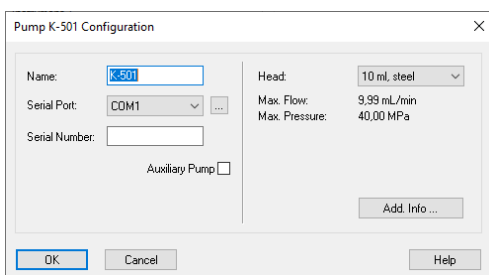 Pump K-501 Configuration
Name: K-501
Serial Port: COM1 ...
Serial Number:
Auxiliary Pump
Head: 10 ml, steel
Max. Flow: 9,99 mL/min
Max. Pressure: 40,00 MPa
Add. Info ...
OK Cancel Help